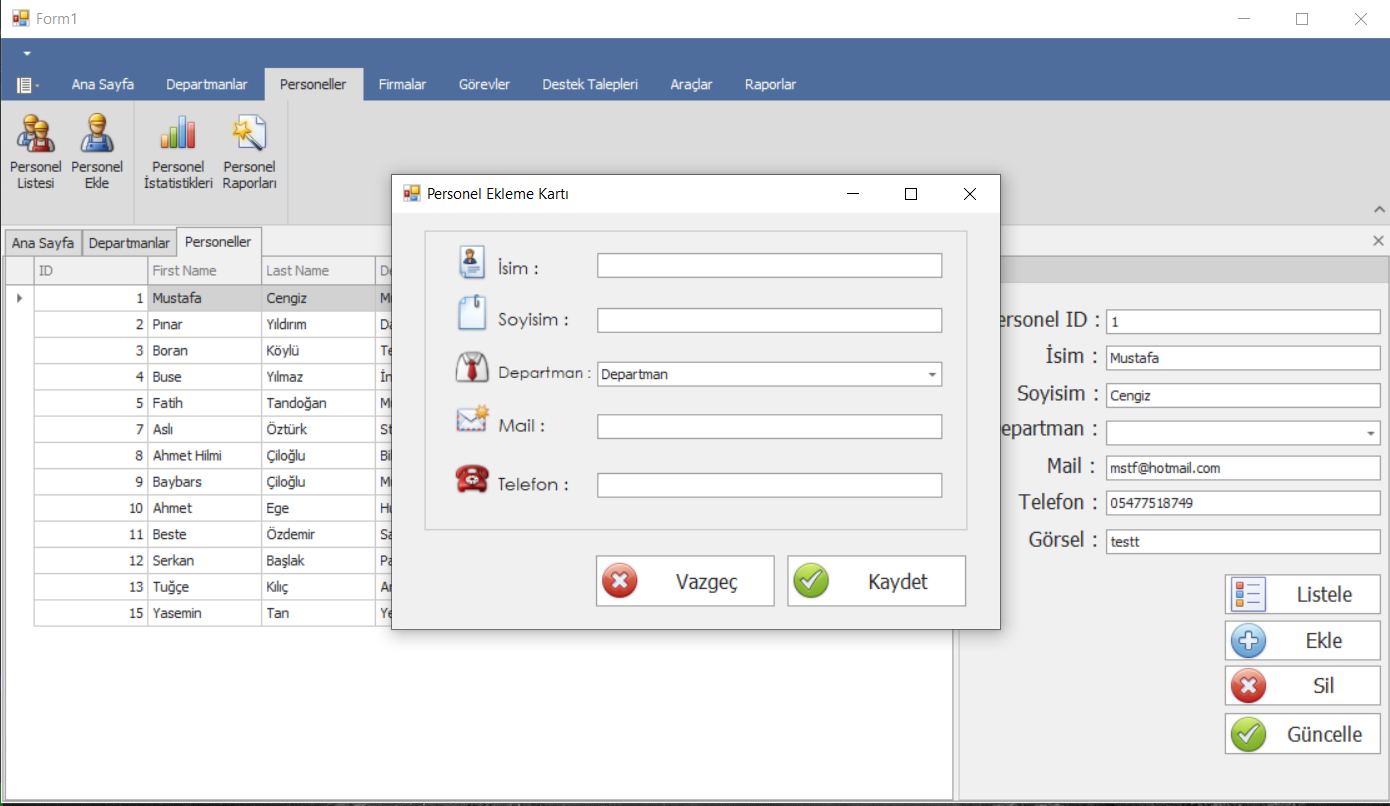 Form1
Ana Sayfa Departmanlar Personeller Firmalar Görevler Destek Talepleri Araçlar Raporlar
Personel Listesi
Personel Ekle
Personel İstatistikleri
Personel Raporları
Ana Sayfa Departmanlar Personeller
ID First Name Last Name De
1 Mustafa Cengiz
2 Pınar Yıldırım Da
3 Boran Köylü Te
4 Buse Yılmaz İn
5 Fatih Tandoğan
7 Aslı Öztürk St
8 Ahmet Hilmi Çiloğlu Bi
9 Baybars Çiloğlu
10 Ahmet Ege
11 Beste Özdemir Sa
12 Serkan Başlak Pa
13 Tuğçe Kılıç
15 Yasemin Tan Ye
Personel Ekleme Kartı
İsim :
Soyisim :
Departman : Departman
Mail :
Telefon :
Vazgeç Kaydet
ersonel ID : 1
İsim : Mustafa
Soyisim : Cengiz
epartman :
Mail : mstf@hotmail.com
Telefon : 05477518749
Görsel : testt
Listele
Ekle
Sil
Güncelle